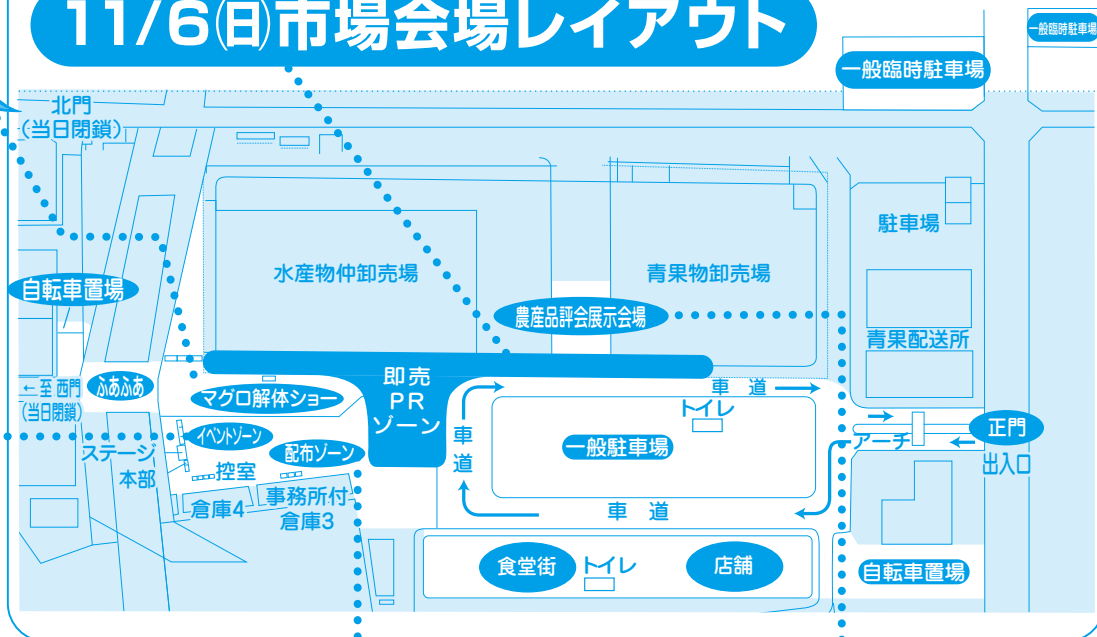 11/6(日)市場会場レイアウト
一般臨時駐車場
一般臨時駐車場
北門
(当日閉鎖)
駐車場
水産物仲卸売場
青果物卸売場
自転車置場
農産品評会展示会場
青果配送所
←至 西門
(当日閉鎖)
ふあふあ
マグロ解体ショー
即売
PR
ゾーン
車 道
トイレ
イベントゾーン
配布ゾーン
車
道
一般駐車場
アーチ
正門
出入口
ステージ
本部
控室
倉庫4
事務所付
倉庫3
車 道
食堂街
トイレ
店舗
自転車置場